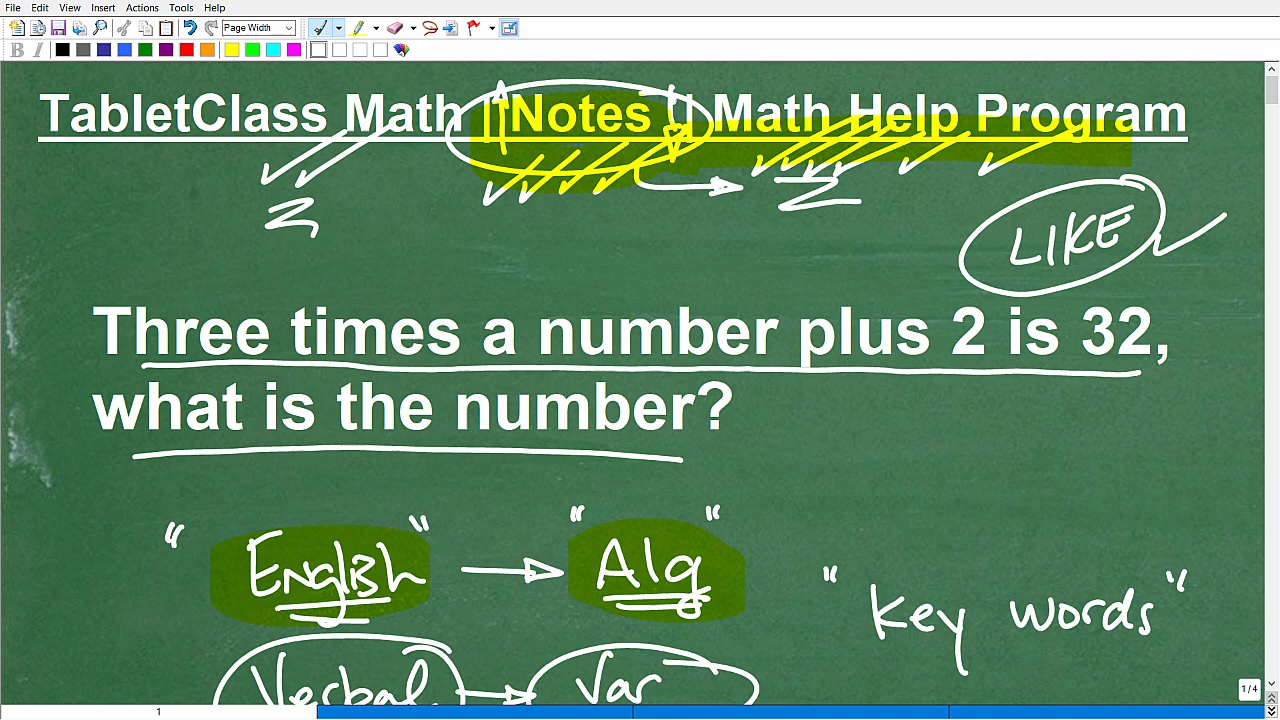 File Edit View Insert Actions Tools Help
Page Width
B I
TabletClass Math || Notes || Math Help Program
LIKE
Three times a number plus 2 is 32,
what is the number?
"English" → "Alg"
"Key words"
Verbal → Var
1/4
1